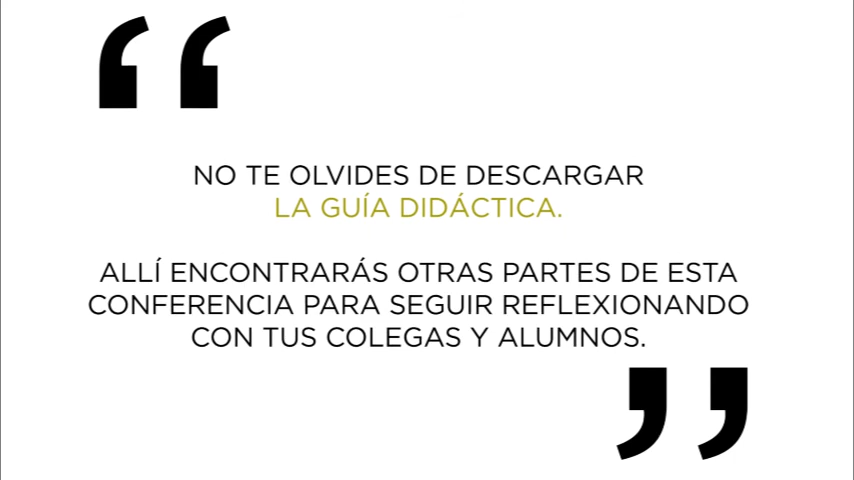 NO TE OLVIDES DE DESCARGAR
LA GUÍA DIDÁCTICA.
ALLÍ ENCONTRARÁS OTRAS PARTES DE ESTA
CONFERENCIA PARA SEGUIR REFLEXIONANDO
CON TUS COLEGAS Y ALUMNOS.